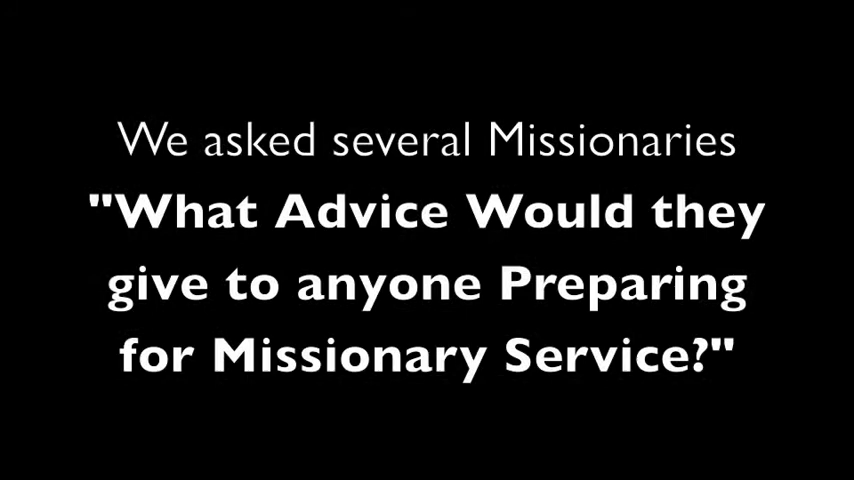 We asked several Missionaries
"What Advice Would they
give to anyone Preparing
for Missionary Service?"